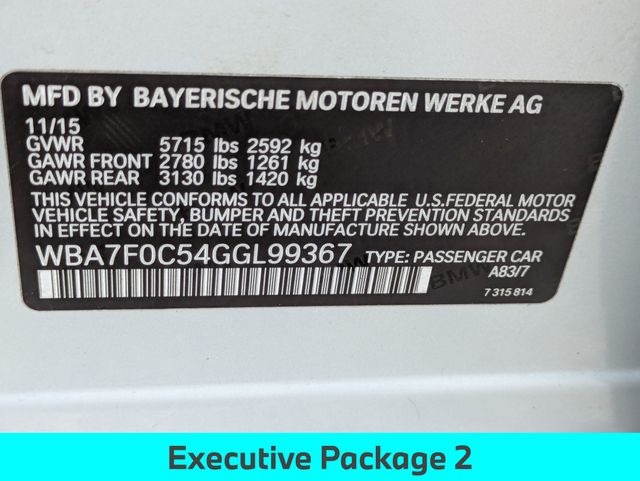 MFD BY BAYERISCHE MOTOREN WERKE AG
11/15
GVWR 5715 lbs 2592 kg
GAWR FRONT 2780 lbs 1261 kg
GAWR REAR 3130 lbs 1420 kg
THIS VEHICLE CONFORMS TO ALL APPLICABLE U.S.FEDERAL MOTOR
VEHICLE SAFETY, BUMPER AND THEFT PREVENTION STANDARDS
IN EFFECT ON THE DATE OF MANUFACTURE SHOWN ABOVE.
WBA7F0C54GGL99367 TYPE: PASSENGER CAR
A83/7
7 315 814
Executive Package 2